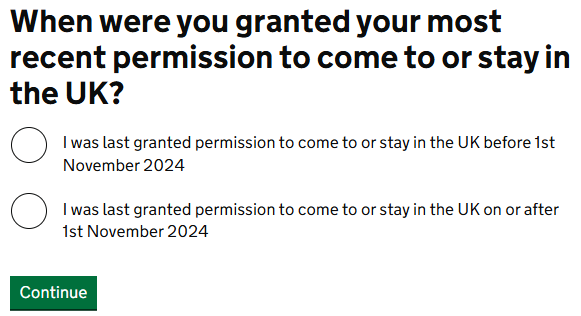 When were you granted your most
recent permission to come to or stay in
the UK?
I was last granted permission to come to or stay in the UK before 1st
November 2024
I was last granted permission to come to or stay in the UK on or after
1st November 2024
Continue